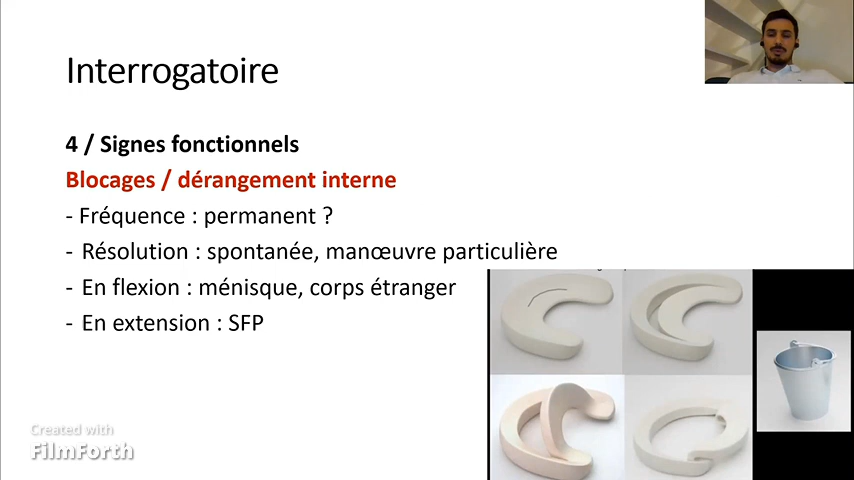 Interrogatoire
4 / Signes fonctionnels
Blocages / dérangement interne
- Fréquence : permanent ?
- Résolution : spontanée, manœuvre particulière
- En flexion : ménisque, corps étranger
- En extension : SFP
Created with
FilmForth